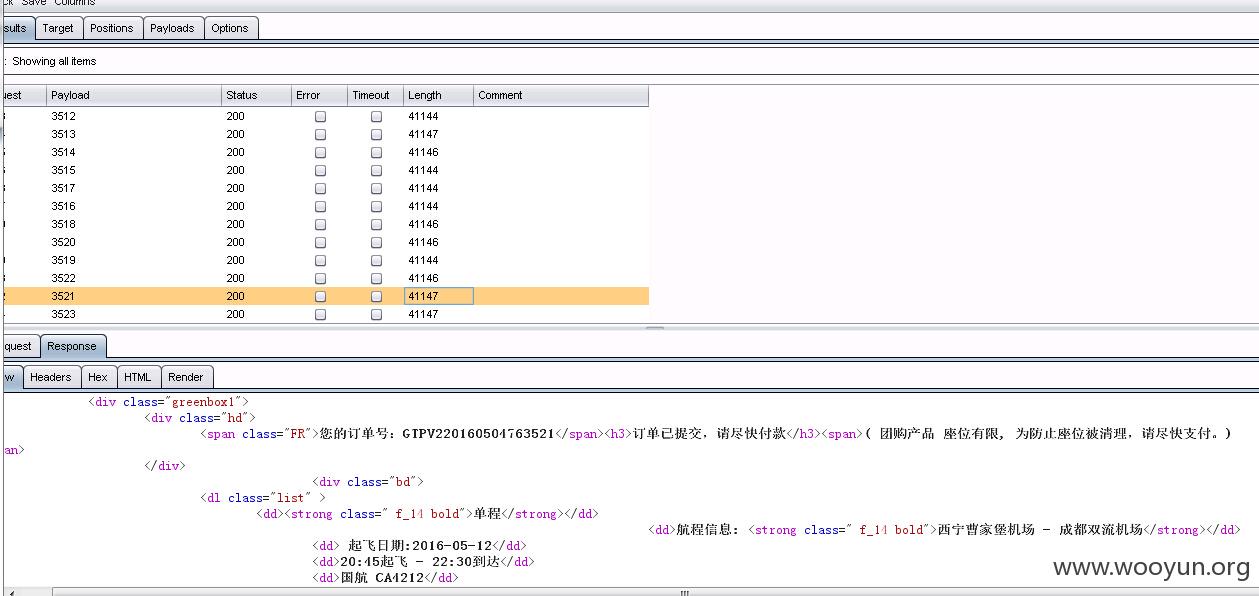 ck Save Columns
sults Target Positions Payloads Options
: Showing all items
uest Payload Status Error Timeout Length Comment
3512 200 41144
3513 200 41147
3514 200 41146
3515 200 41144
3517 200 41144
3516 200 41144
3518 200 41146
3520 200 41146
3519 200 41144
3522 200 41146
3521 200 41147
3523 200 41147
quest Response
w Headers Hex HTML Render
<div class="greenbox1">
<div class="hd">
<span class="FR">您的订单号：GTPV220160504763521</span><h3>订单已提交，请尽快付款</h3><span>( 团购产品 座位有限, 为防止座位被清理，请尽快支付。)
an>
</div>
<div class="bd">
<dl class="list" >
<dd><strong class=" f_14 bold">单程</strong></dd>
<dd>航程信息: <strong class=" f_14 bold">西宁曹家堡机场 - 成都双流机场</strong></dd>
<dd> 起飞日期:2016-05-12</dd>
<dd>20:45起飞 - 22:30到达</dd>
<dd>国航 CA4212</dd>
www.wooyun.org